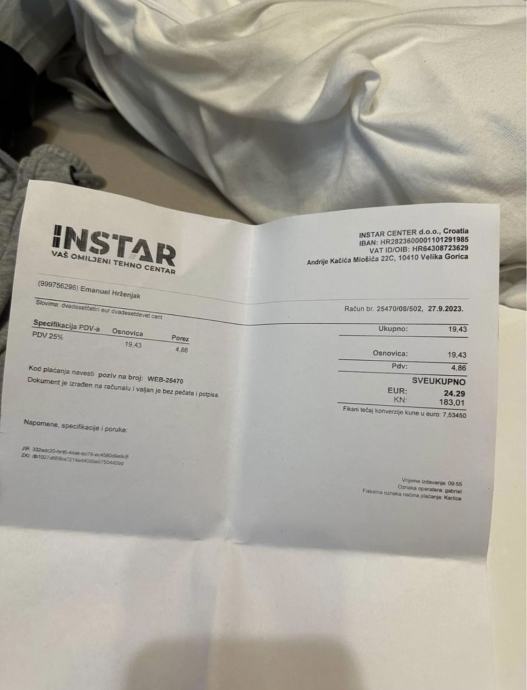 INSTAR
VAŠ OMILJENI TEHNO CENTAR
INSTAR CENTER d.o.o., Croatia
IBAN: HR2823600001101291985
VAT ID/OIB: HR64308723629
Andrije Kačića Miošića 22C, 10410 Velika Gorica
(999756296) Emanuel Hrženjak
Slovima: dvadesetčetiri eur dvadesetdevet cent
Račun br. 25470/08/502, 27.9.2023.
Specifikacija PDV-a Osnovica Porez
PDV 25% 19,43 4,86
Ukupno: 19,43
Osnovica: 19,43
Pdv: 4,86
SVEUKUPNO
EUR: 24.29
KN: 183,01
Fiksni tečaj konverzije kune u euro: 7,53450
Kod plaćanja navesti poziv na broj: WEB-25470
Dokument je izrađen na računalu i valjan je bez pečata i potpisa.
Napomene, specifikacije i poruke:
JIR:
ZKI:
Vrijeme izdavanja: 09:55
Oznaka operatera: gabriel
Fiskalna oznaka načina plaćanja: Kartice